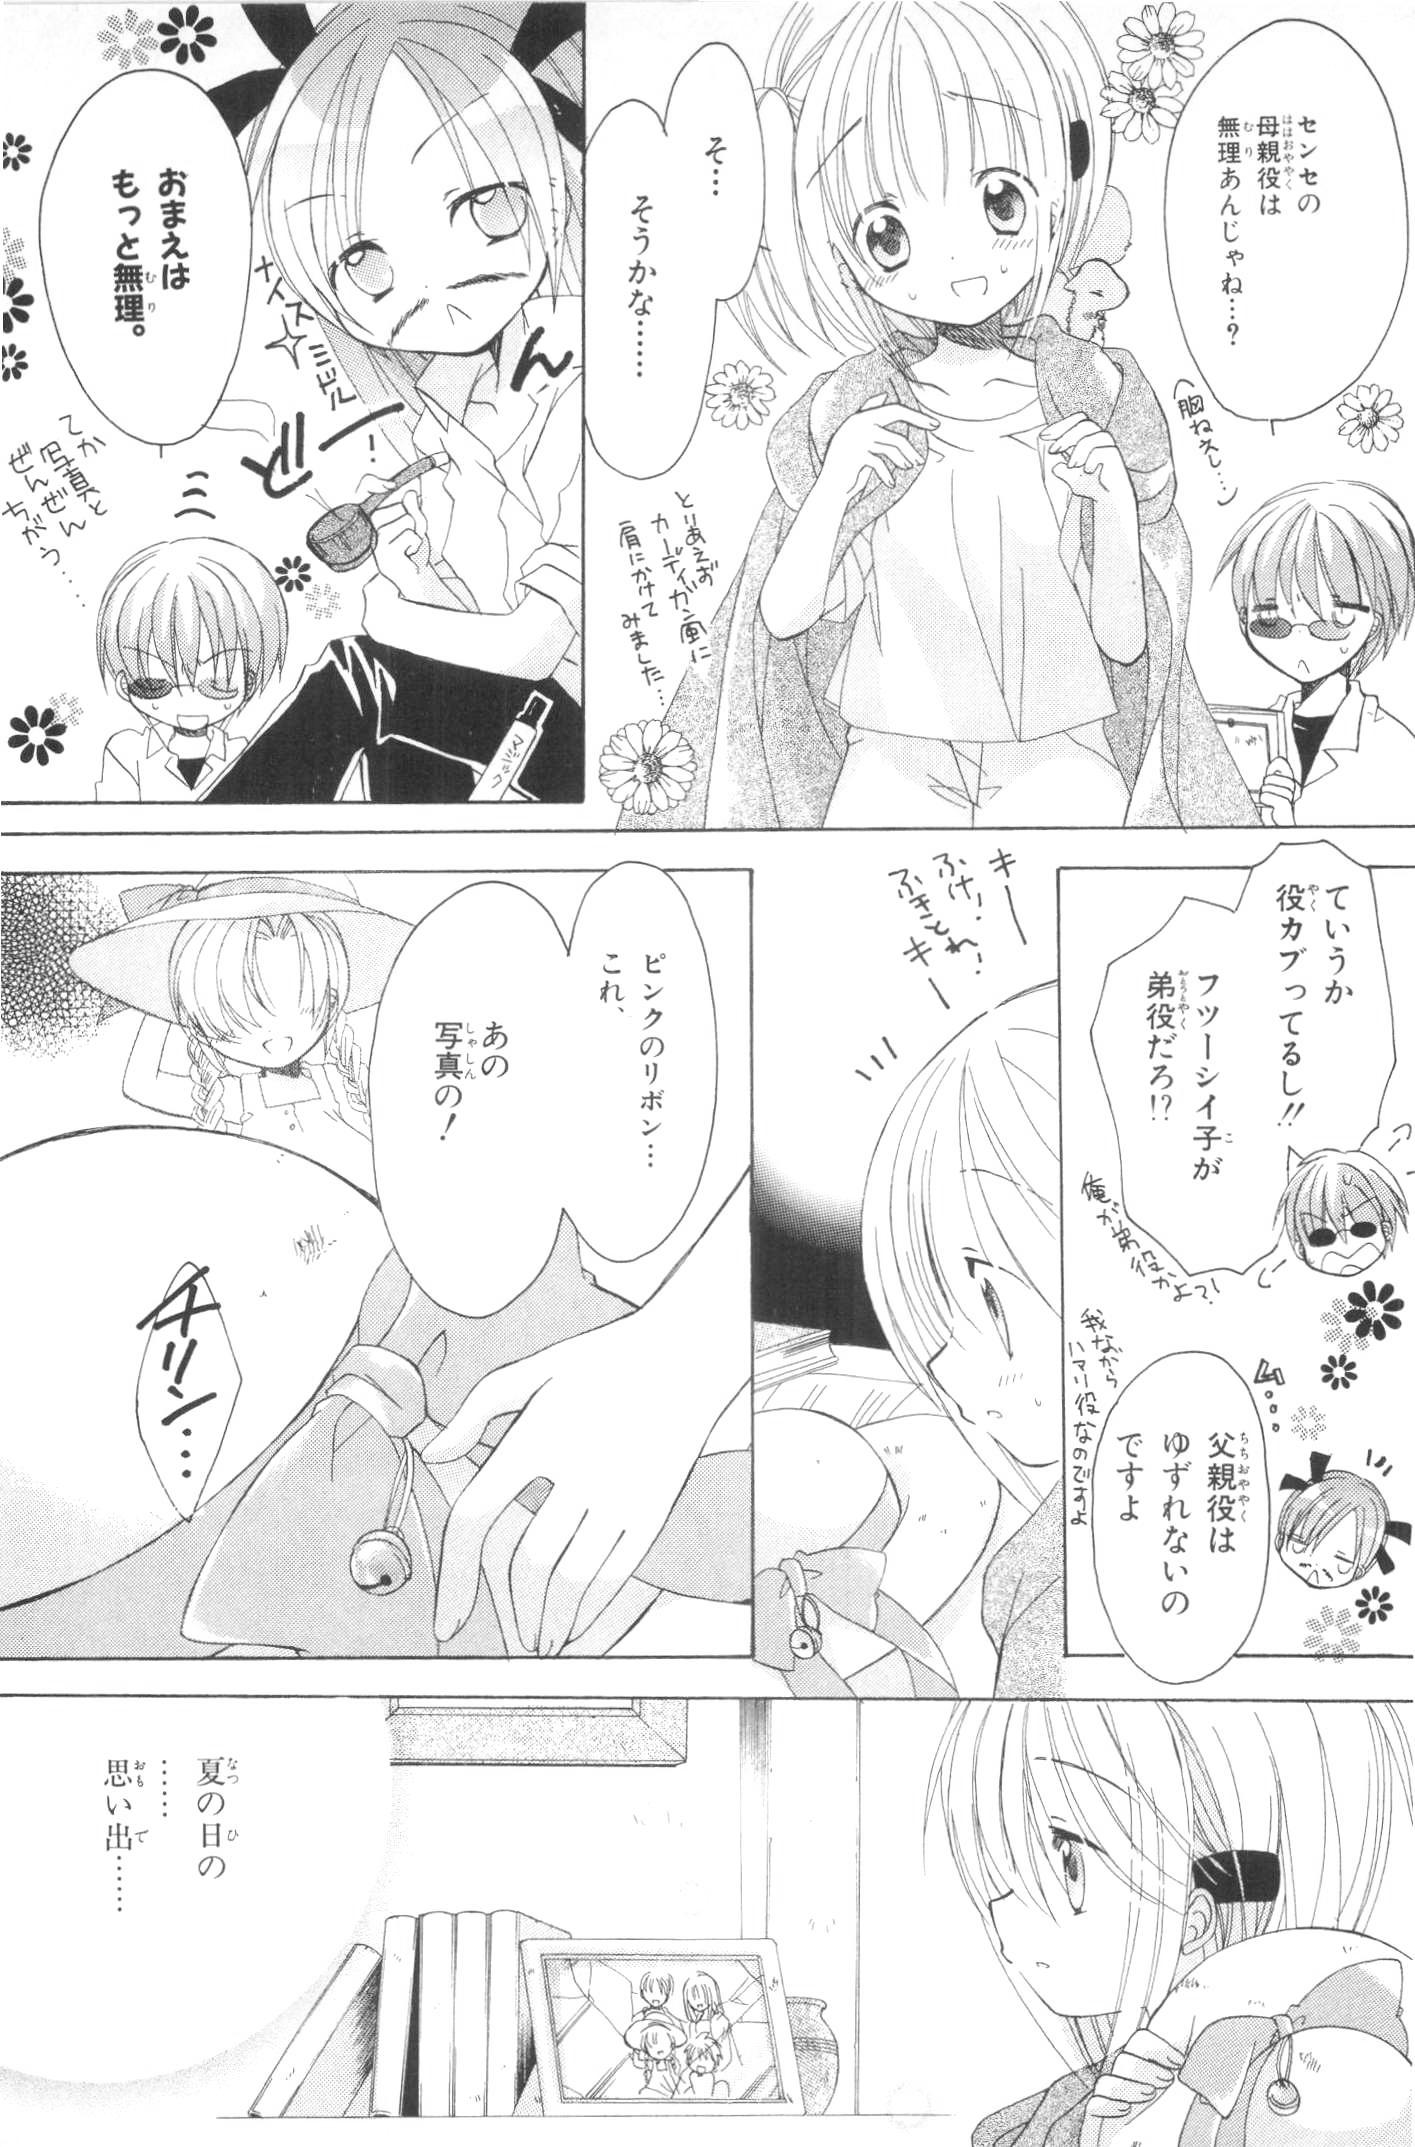 センセの
母親役は
無理あんじゃね…？
（胸ねえし…）
そ…
そうかな……
とりあえず
カーディガン風に
肩にかけて
みました…
おまえは
もっと無理。
ナイス
ミドル
！
どーん
てか
写真と
ぜんぜん
ちがう…
ていうか
役カブってるし!!
フツーシイ子が
弟役だろ!?
俺が弟役かよ?!
ム…
父親役は
ゆずれないの
ですよ
我ながら
ハマリ役なのですよ
キー
ふけ！
ふきとれ！
キー
ピンクのリボン…
これ、
あの
写真の！
チリン…
夏の日の
……
思い出……